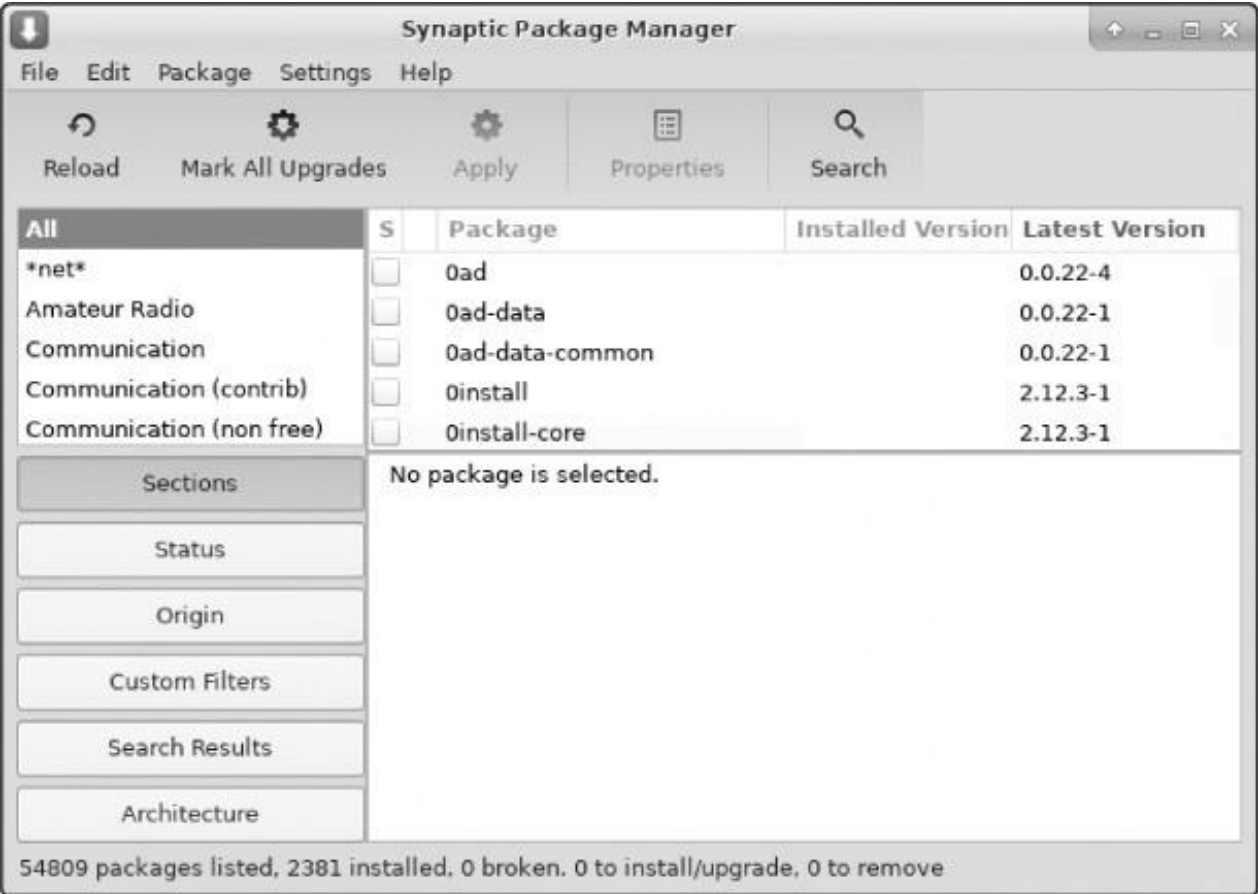 Synaptic Package Manager
File Edit Package Settings Help
Reload Mark All Upgrades Apply Properties Search
All
*net*
Amateur Radio
Communication
Communication (contrib)
Communication (non free)
S Package Installed Version Latest Version
0ad 0.0.22-4
0ad-data 0.0.22-1
0ad-data-common 0.0.22-1
0install 2.12.3-1
0install-core 2.12.3-1
Sections
Status
Origin
Custom Filters
Search Results
Architecture
No package is selected.
54809 packages listed, 2381 installed, 0 broken. 0 to install/upgrade, 0 to remove